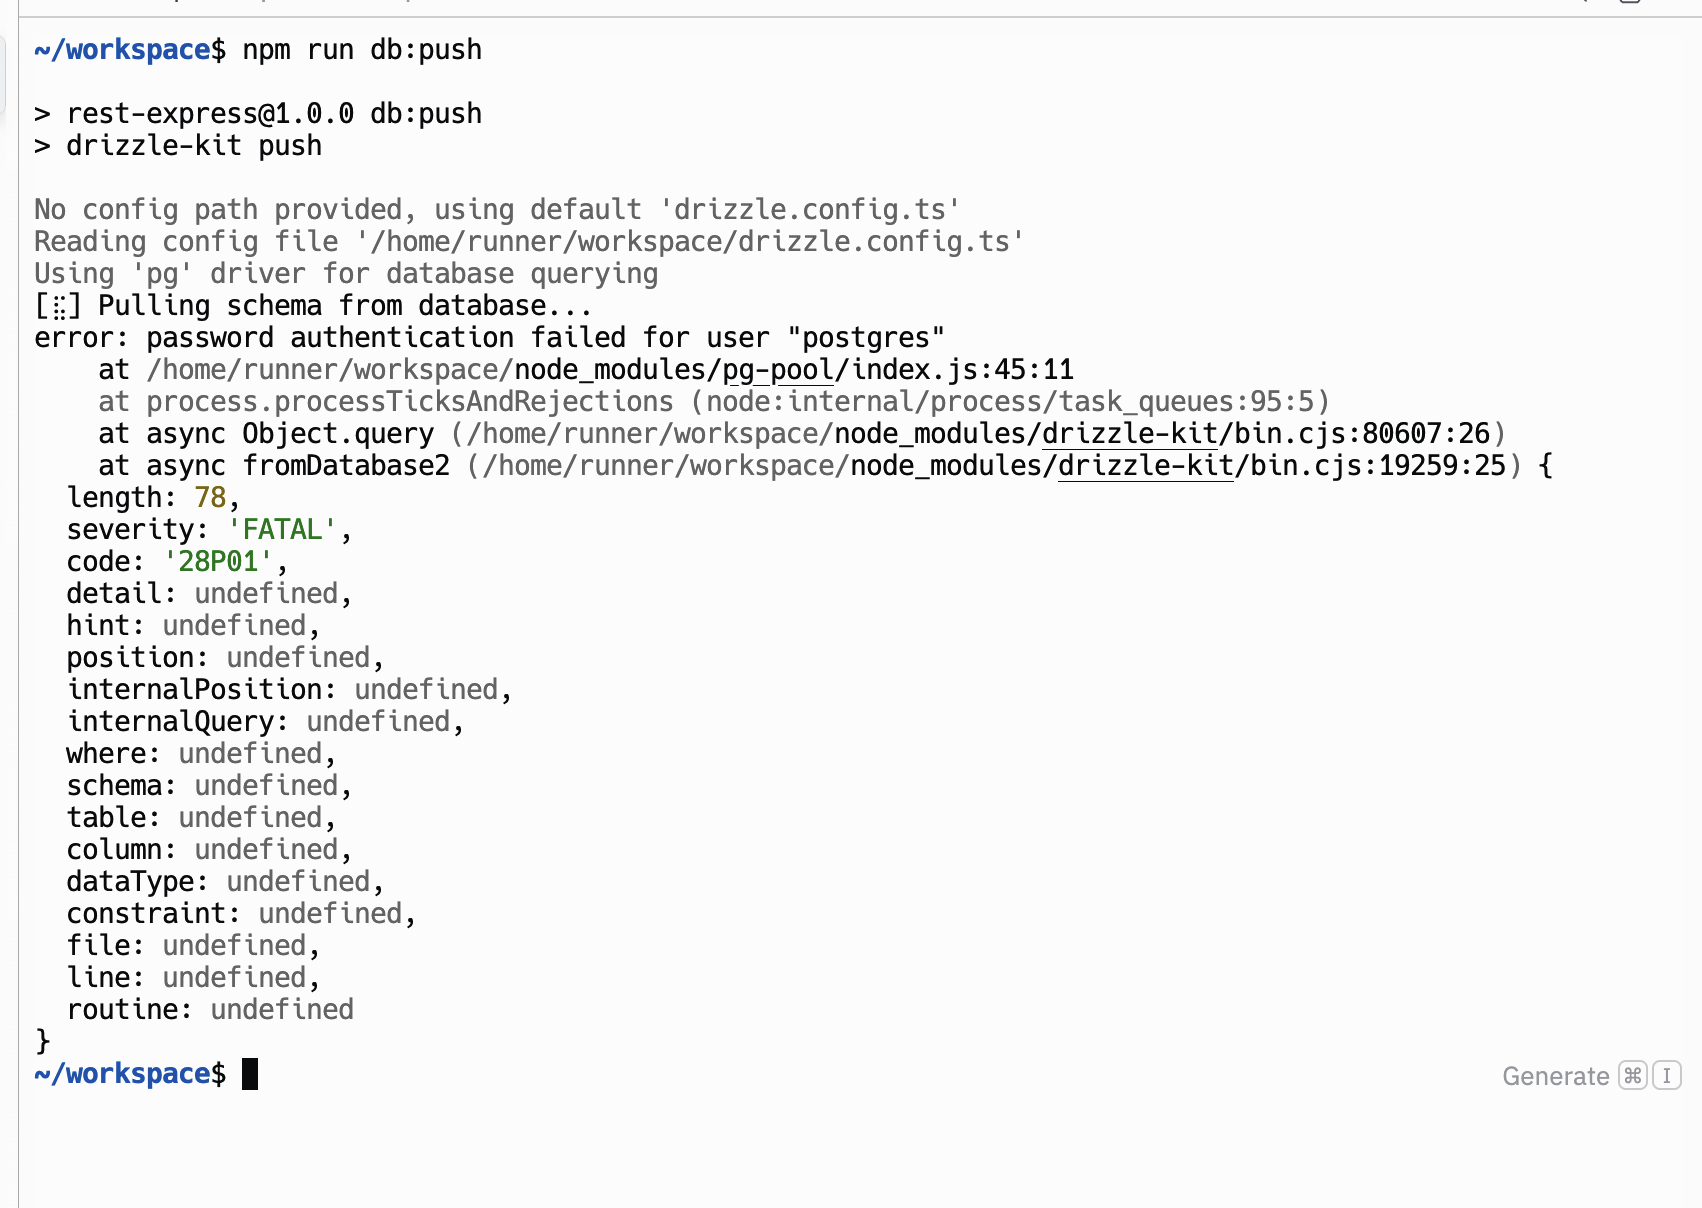 ~/workspace$ npm run db:push

> rest-express@1.0.0 db:push
> drizzle-kit push

No config path provided, using default 'drizzle.config.ts'
Reading config file '/home/runner/workspace/drizzle.config.ts'
Using 'pg' driver for database querying
[⣿] Pulling schema from database...
error: password authentication failed for user "postgres"
    at /home/runner/workspace/node_modules/pg-pool/index.js:45:11
    at process.processTicksAndRejections (node:internal/process/task_queues:95:5)
    at async Object.query (/home/runner/workspace/node_modules/drizzle-kit/bin.cjs:80607:26)
    at async fromDatabase2 (/home/runner/workspace/node_modules/drizzle-kit/bin.cjs:19259:25) {
  length: 78,
  severity: 'FATAL',
  code: '28P01',
  detail: undefined,
  hint: undefined,
  position: undefined,
  internalPosition: undefined,
  internalQuery: undefined,
  where: undefined,
  schema: undefined,
  table: undefined,
  column: undefined,
  dataType: undefined,
  constraint: undefined,
  file: undefined,
  line: undefined,
  routine: undefined
}
~/workspace$
Generate ⌘ I